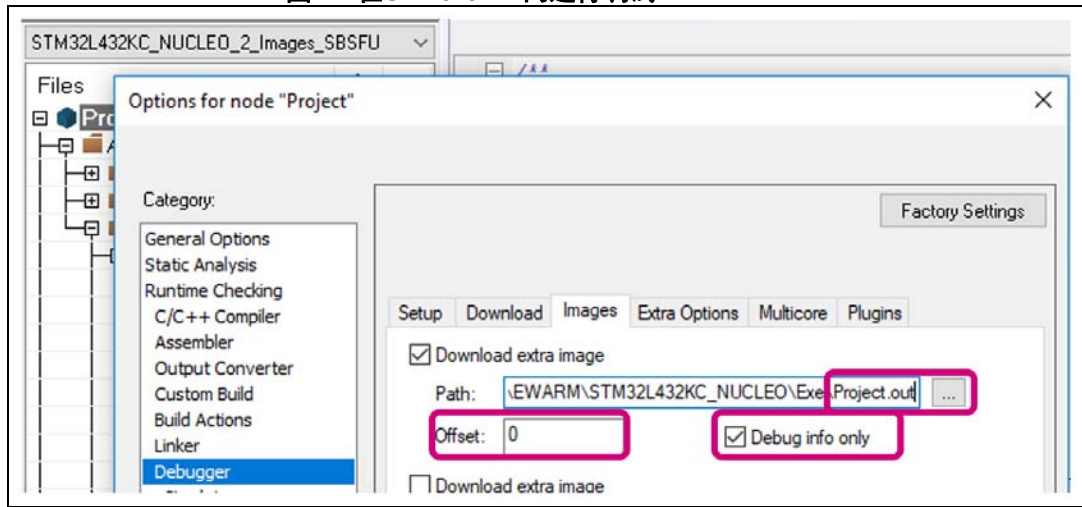 STM32L432KC_NUCLEO_2_Images_SBSFU
Files
Options for node "Project"
Category:
Factory Settings
General Options
Static Analysis
Runtime Checking
C/C++ Compiler
Assembler
Output Converter
Custom Build
Build Actions
Linker
Debugger
Setup Download Images Extra Options Multicore Plugins
Download extra image
Path: \EWARM\STM32L432KC_NUCLEO\Exe\Project.out ...
Offset: 0 Debug info only
Download extra image